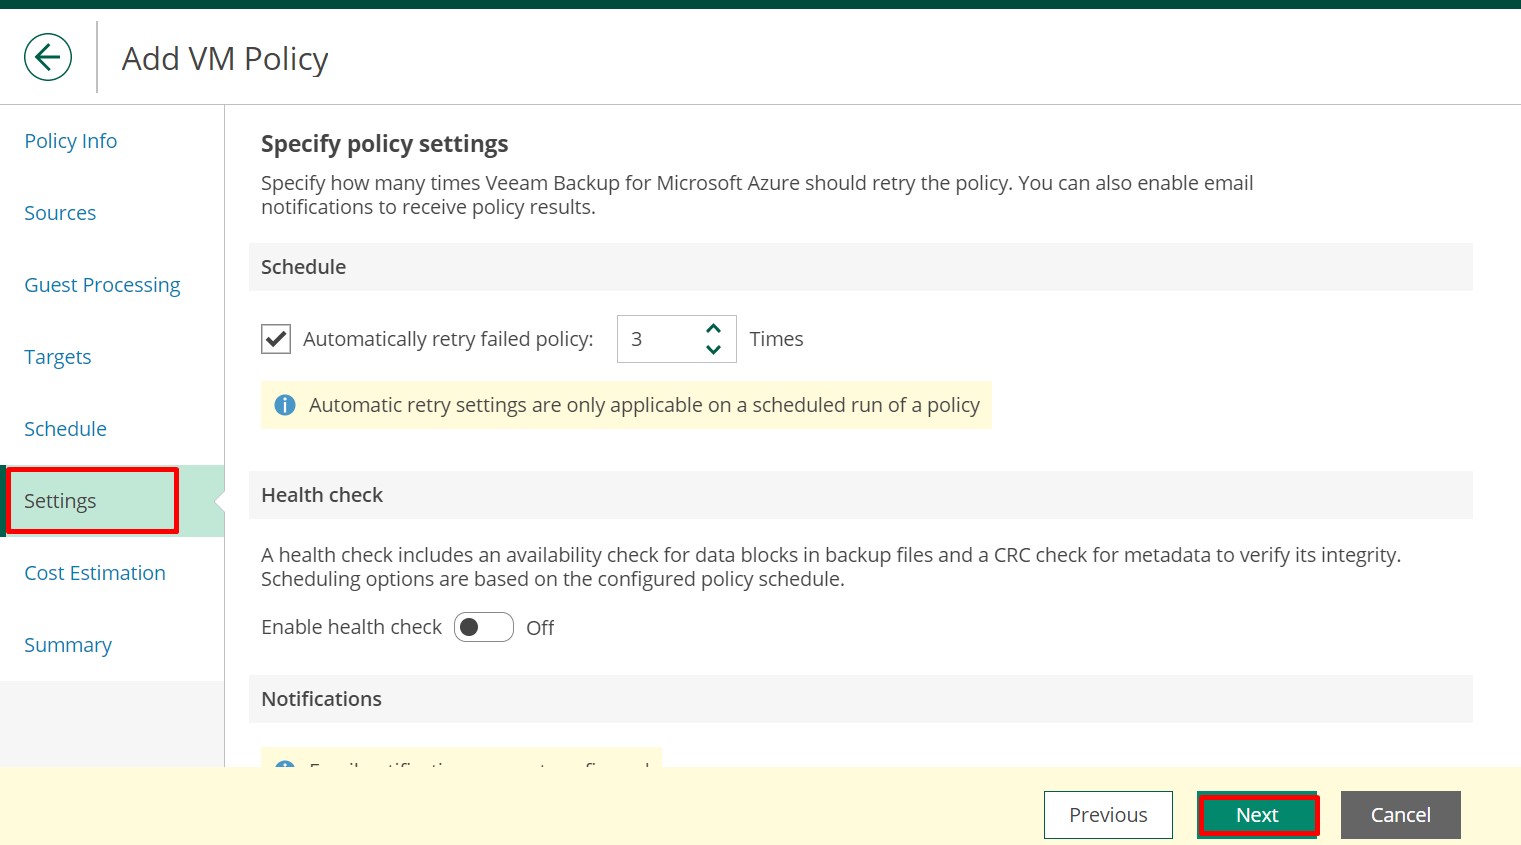 Add VM Policy
Policy Info
Sources
Guest Processing
Targets
Schedule
Settings
Cost Estimation
Summary
Specify policy settings
Specify how many times Veeam Backup for Microsoft Azure should retry the policy. You can also enable email
notifications to receive policy results.
Schedule
Automatically retry failed policy: 3 Times
Automatic retry settings are only applicable on a scheduled run of a policy
Health check
A health check includes an availability check for data blocks in backup files and a CRC check for metadata to verify its integrity.
Scheduling options are based on the configured policy schedule.
Enable health check Off
Notifications
Previous Next Cancel